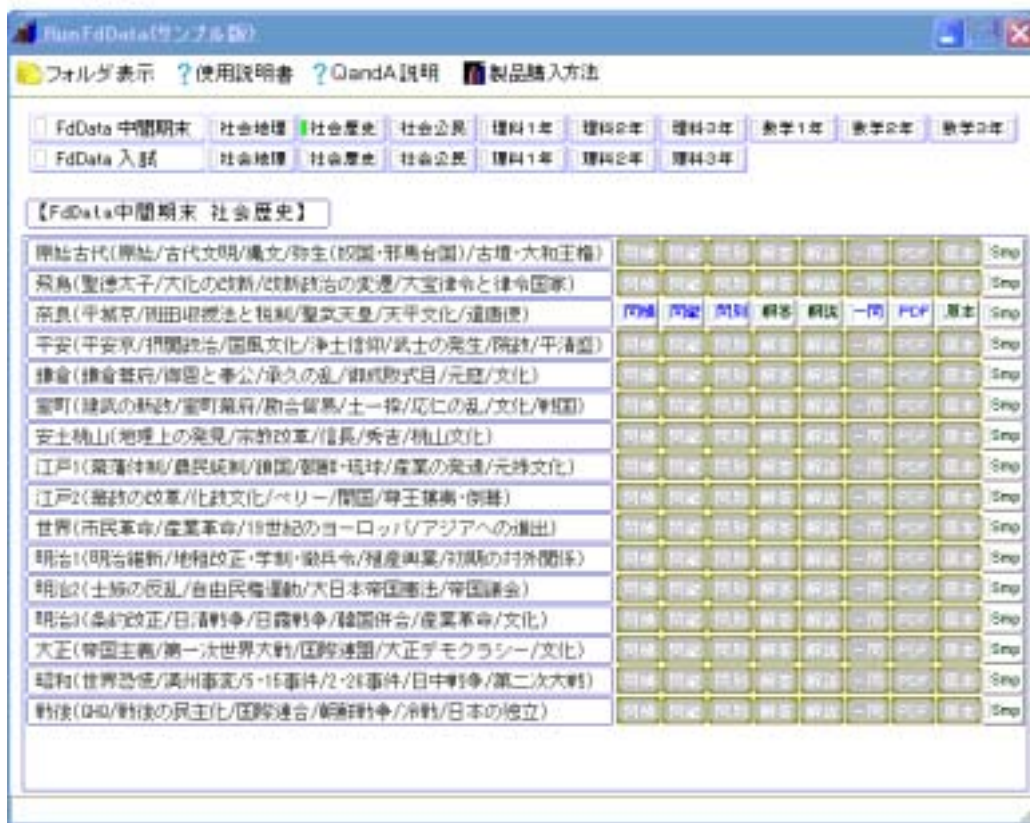 RunFdData(サンプル版)
フォルダ表示 ?使用説明書 ?QandA説明 製品購入方法
FdData 中間期末 社会地理 社会歴史 社会公民 理科1年 理科2年 理科3年 数学1年 数学2年 数学3年
FdData 入試 社会地理 社会歴史 社会公民 理科1年 理科2年 理科3年
【FdData中間期末 社会歴史】
原始古代(原始/古代文明/縄文/弥生(奴国・邪馬台国)/古墳・大和王権) Smp
飛鳥(聖徳太子/大化の改新/改新政治の変遷/大宝律令と律令国家) Smp
奈良(平城京/班田収授法と税制/聖武天皇/天平文化/遣唐使) 問横 問縦 問別 解答 解説 一問 PDF 原本 Smp
平安(平安京/摂関政治/国風文化/浄土信仰/武士の発生/院政/平清盛) Smp
鎌倉(鎌倉幕府/御恩と奉公/承久の乱/御成敗式目/元寇/文化) Smp
室町(建武の新政/室町幕府/勘合貿易/土一揆/応仁の乱/文化/戦国) Smp
安土桃山(地理上の発見/宗教改革/信長/秀吉/桃山文化) Smp
江戸1(幕藩体制/農民統制/鎖国/朝鮮・琉球/産業の発達/元禄文化) Smp
江戸2(幕政の改革/化政文化/ペリー/開国/尊王攘夷・倒幕) Smp
世界(市民革命/産業革命/19世紀のヨーロッパ/アジアへの進出) Smp
明治1(明治維新/地租改正・学制・徴兵令/殖産興業/初期の対外関係) Smp
明治2(士族の反乱/自由民権運動/大日本帝国憲法/帝国議会) Smp
明治3(条約改正/日清戦争/日露戦争/韓国併合/産業革命/文化) Smp
大正(帝国主義/第一次世界大戦/国際連盟/大正デモクラシー/文化) Smp
昭和(世界恐慌/満州事変/5・15事件/2・26事件/日中戦争/第二次大戦) Smp
戦後(GHQ/戦後の民主化/国際連合/朝鮮戦争/冷戦/日本の独立) Smp